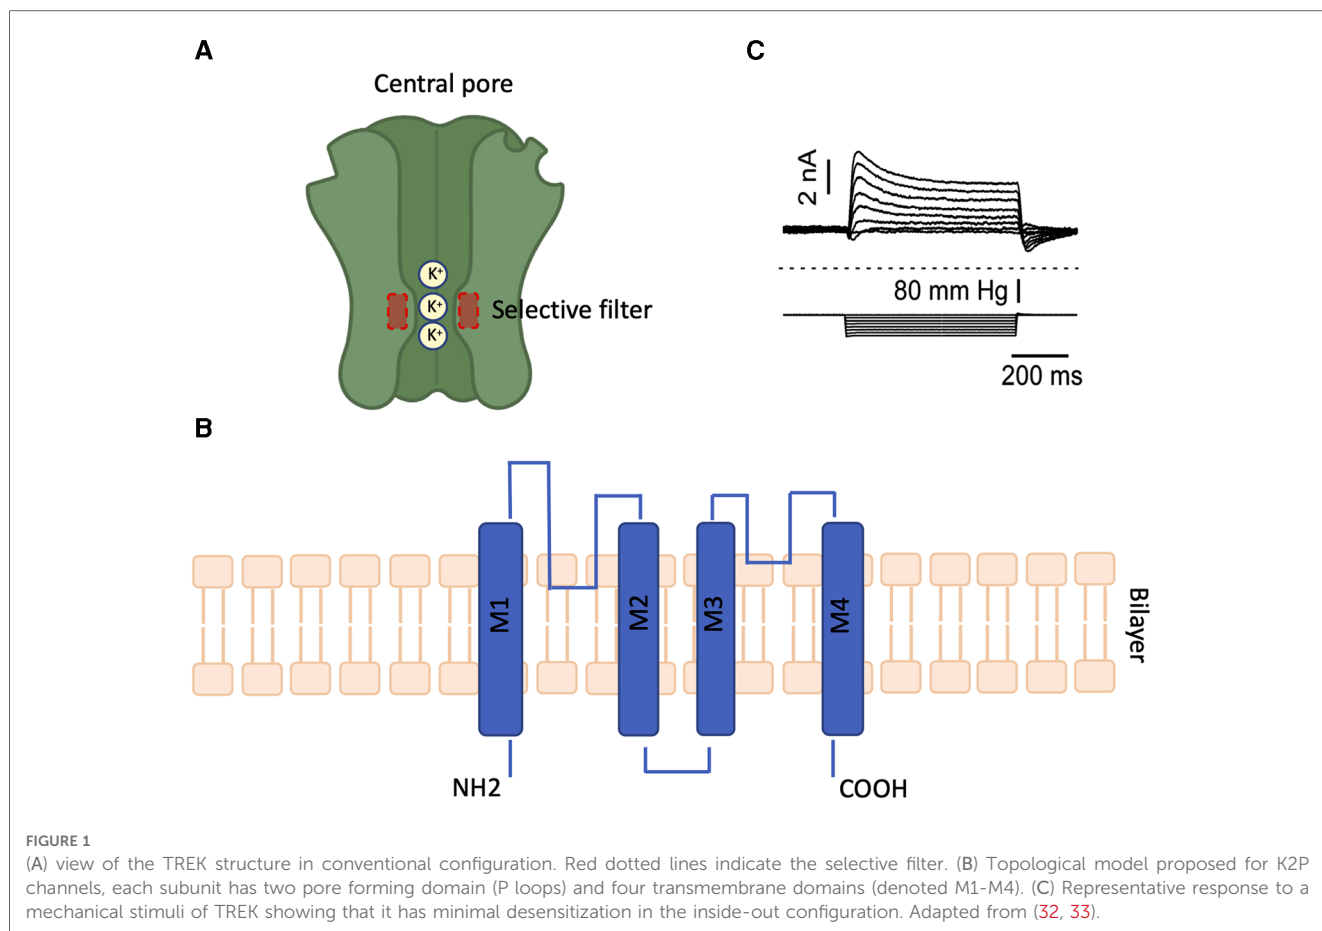 A
Central pore
K+
K+
K+
Selective filter
C
2 nA
80 mm Hg
200 ms
B
M1
M2
M3
M4
Bilayer
NH2
COOH
FIGURE 1
(A) view of the TREK structure in conventional configuration. Red dotted lines indicate the selective filter. (B) Topological model proposed for K2P
channels, each subunit has two pore forming domain (P loops) and four transmembrane domains (denoted M1-M4). (C) Representative response to a
mechanical stimuli of TREK showing that it has minimal desensitization in the inside-out configuration. Adapted from (32, 33).